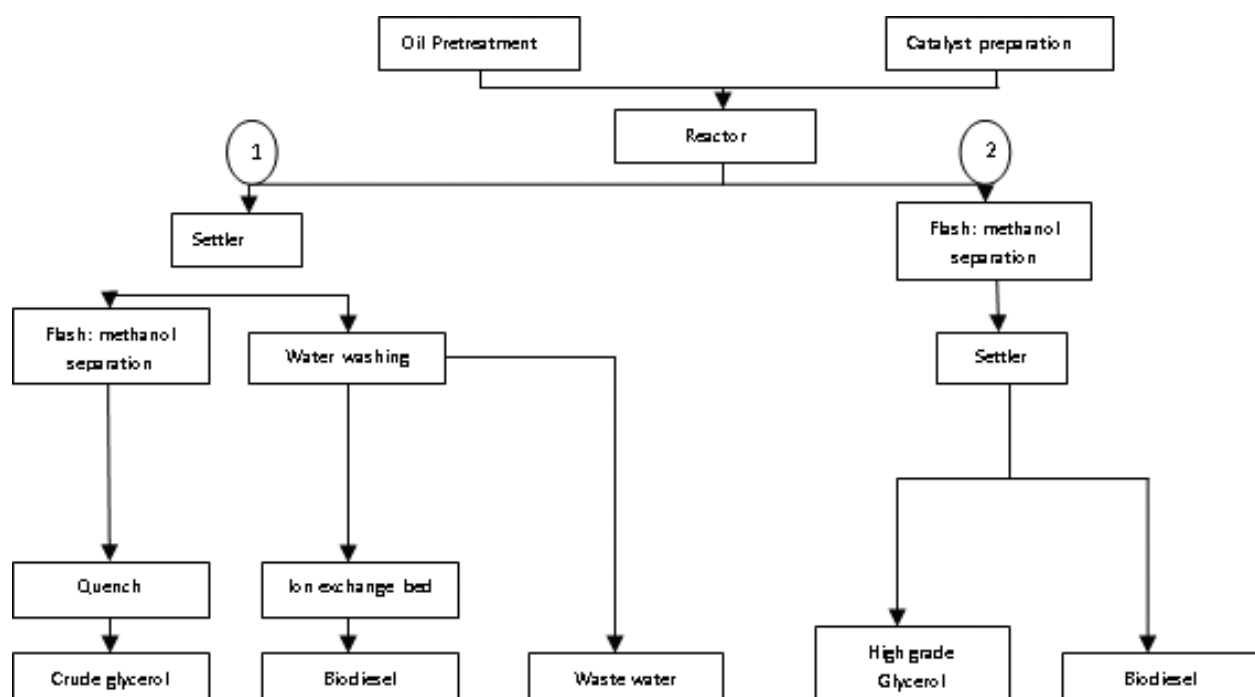 Oil Pretreatment
Catalyst preparation
Reactor
1
2
Settler
Flash: methanol
separation
Flash: methanol
separation
Water washing
Settler
Quench
Ion exchange bed
Crude glycerol
Biodiesel
Waste water
High grade
Glycerol
Biodiesel